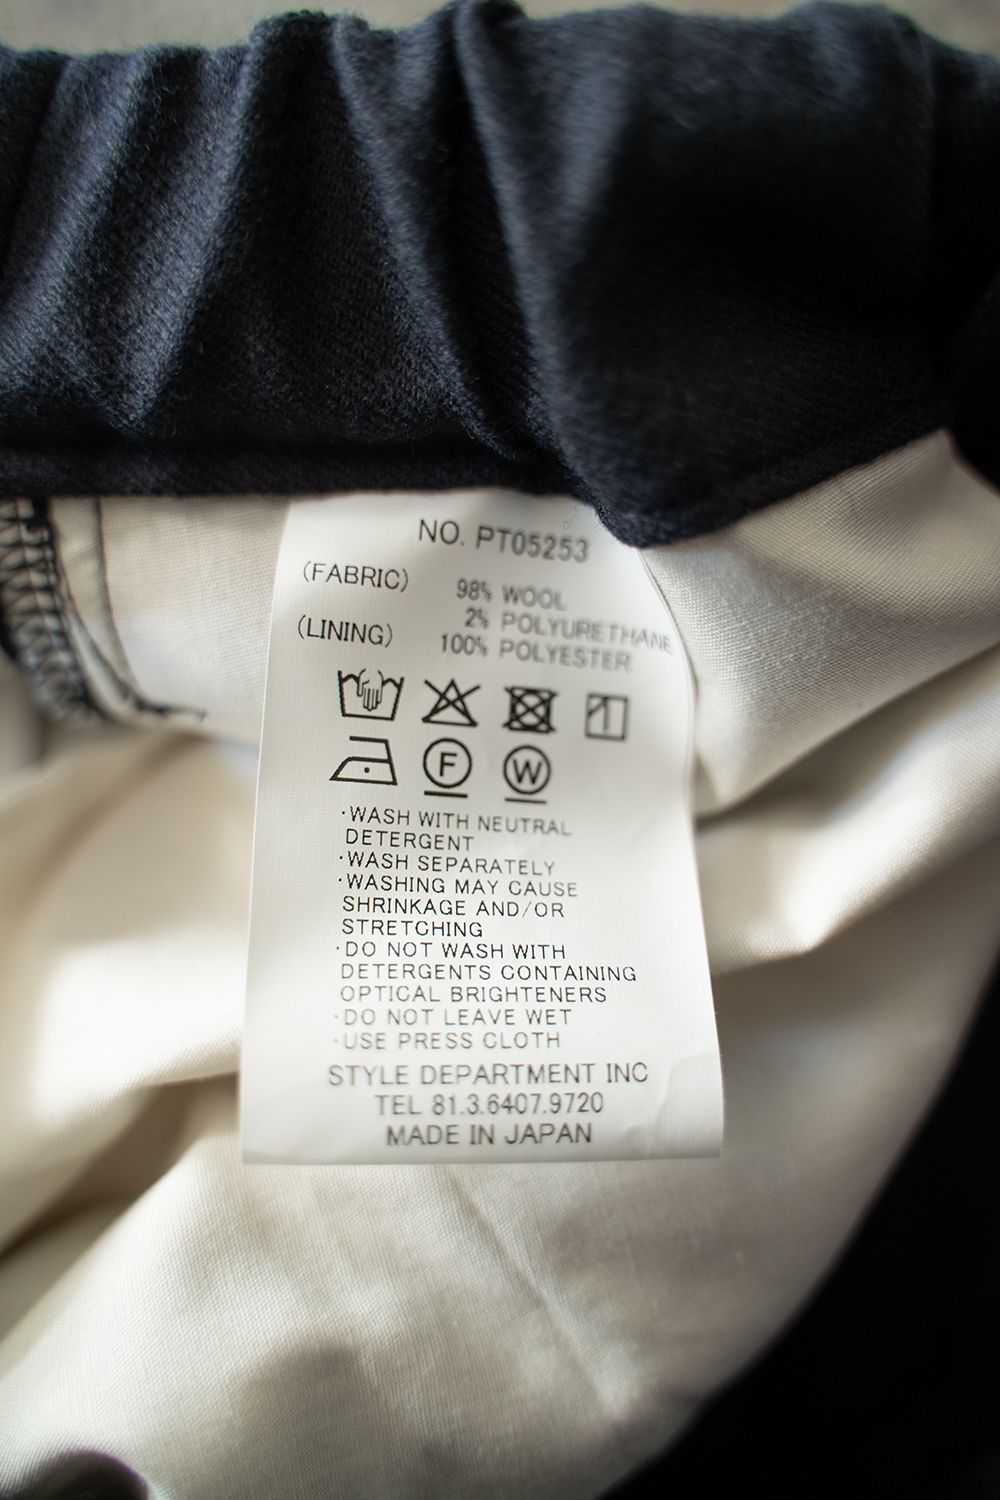 NO. PT05253
(FABRIC) 98% WOOL
2% POLYURETHANE
(LINING) 100% POLYESTER
F W
·WASH WITH NEUTRAL
DETERGENT
·WASH SEPARATELY
·WASHING MAY CAUSE
SHRINKAGE AND/OR
STRETCHING
·DO NOT WASH WITH
DETERGENTS CONTAINING
OPTICAL BRIGHTENERS
·DO NOT LEAVE WET
·USE PRESS CLOTH
STYLE DEPARTMENT INC
TEL 81.3.6407.9720
MADE IN JAPAN